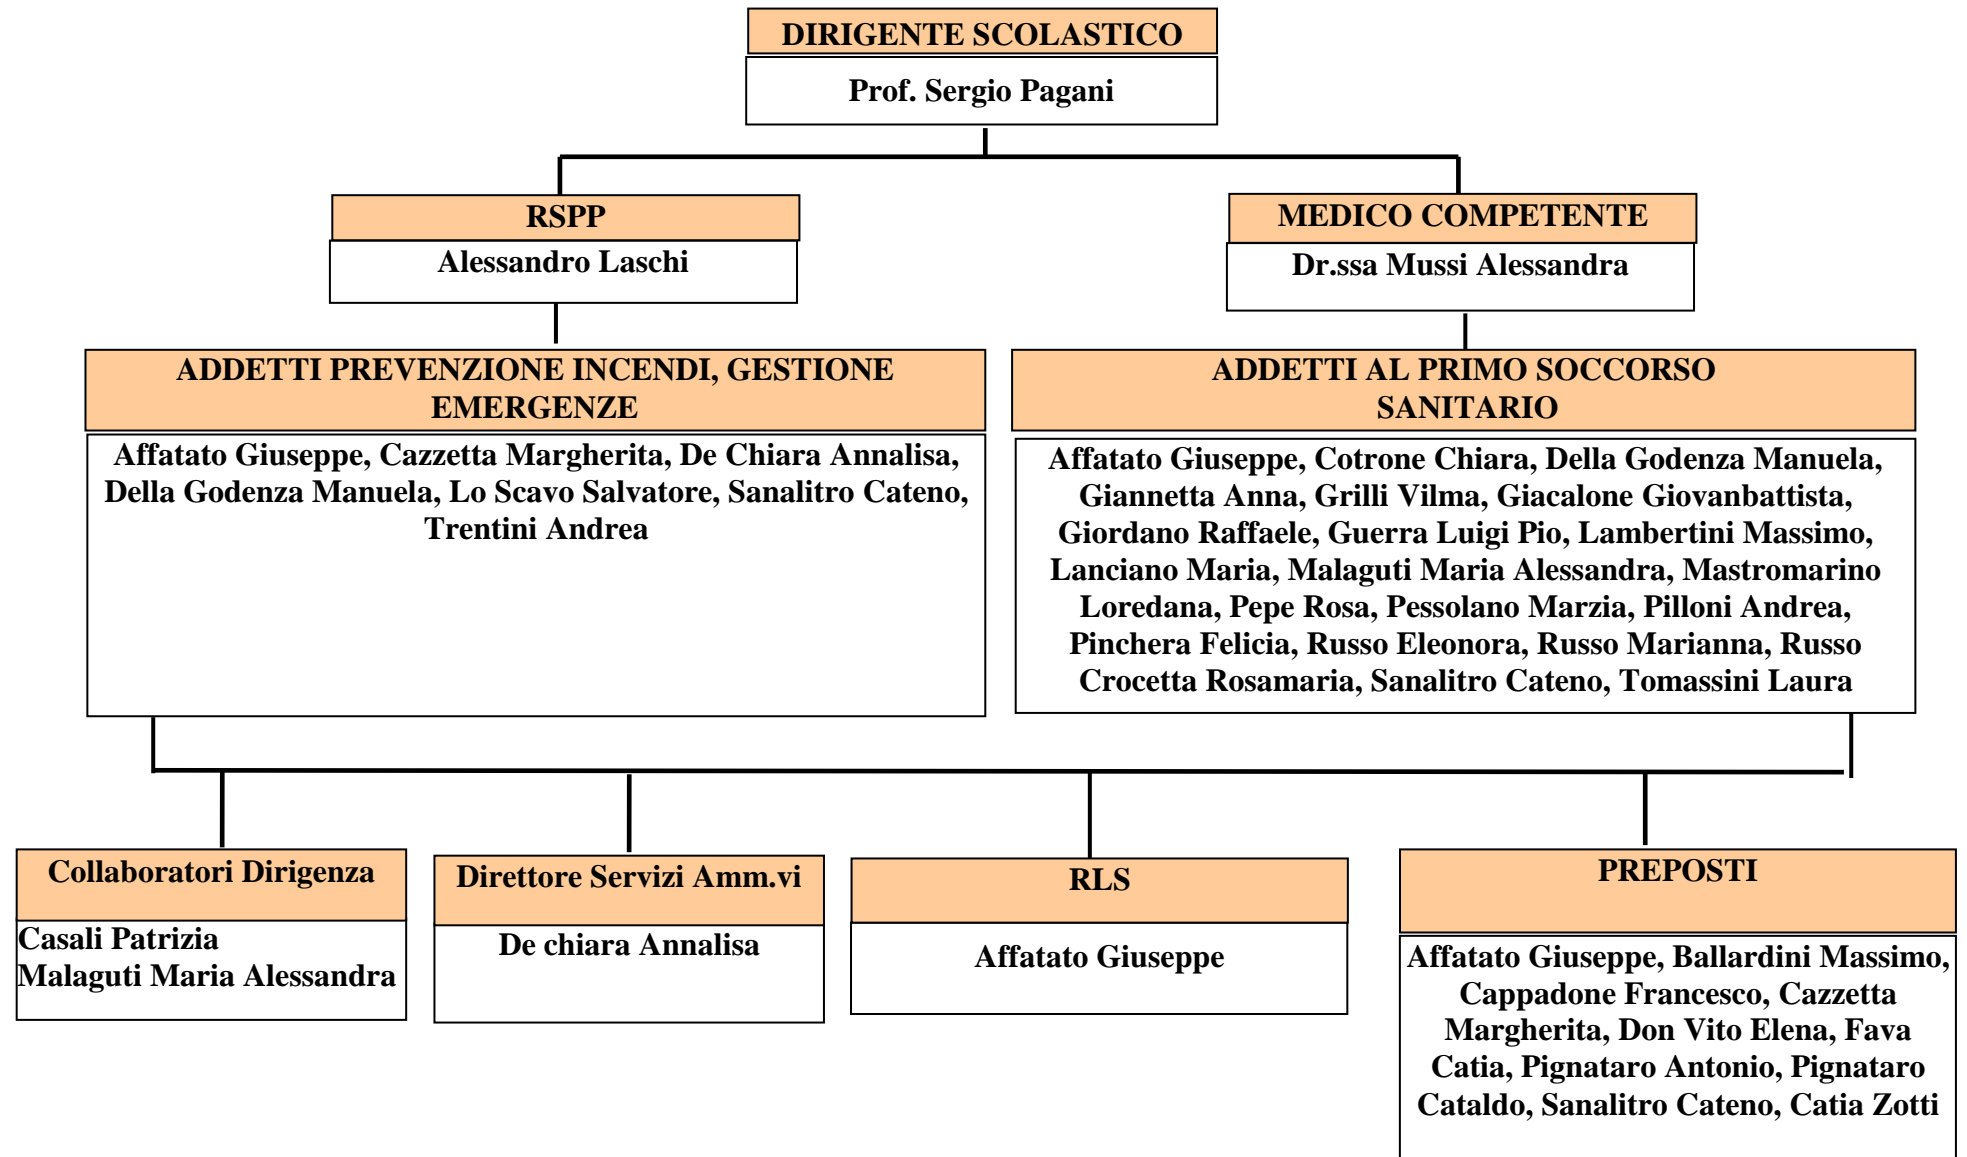 DIRIGENTE SCOLASTICO
Prof. Sergio Pagani
RSPP
Alessandro Laschi
MEDICO COMPETENTE
Dr.ssa Mussi Alessandra
ADDETTI PREVENZIONE INCENDI, GESTIONE
EMERGENZE
Affatato Giuseppe, Cazzetta Margherita, De Chiara Annalisa,
Della Godenza Manuela, Lo Scavo Salvatore, Sanalitro Cateno,
Trentini Andrea
ADDETTI AL PRIMO SOCCORSO
SANITARIO
Affatato Giuseppe, Cotrone Chiara, Della Godenza Manuela,
Giannetta Anna, Grilli Vilma, Giacalone Giovanbattista,
Giordano Raffaele, Guerra Luigi Pio, Lambertini Massimo,
Lanciano Maria, Malaguti Maria Alessandra, Mastromarino
Loredana, Pepe Rosa, Pessolano Marzia, Pilloni Andrea,
Pinchera Felicia, Russo Eleonora, Russo Marianna, Russo
Crocetta Rosamaria, Sanalitro Cateno, Tomassini Laura
Collaboratori Dirigenza
Casali Patrizia
Malaguti Maria Alessandra
Direttore Servizi Amm.vi
De chiara Annalisa
RLS
Affatato Giuseppe
PREPOSTI
Affatato Giuseppe, Ballardini Massimo,
Cappadone Francesco, Cazzetta
Margherita, Don Vito Elena, Fava
Catia, Pignataro Antonio, Pignataro
Cataldo, Sanalitro Cateno, Catia Zotti